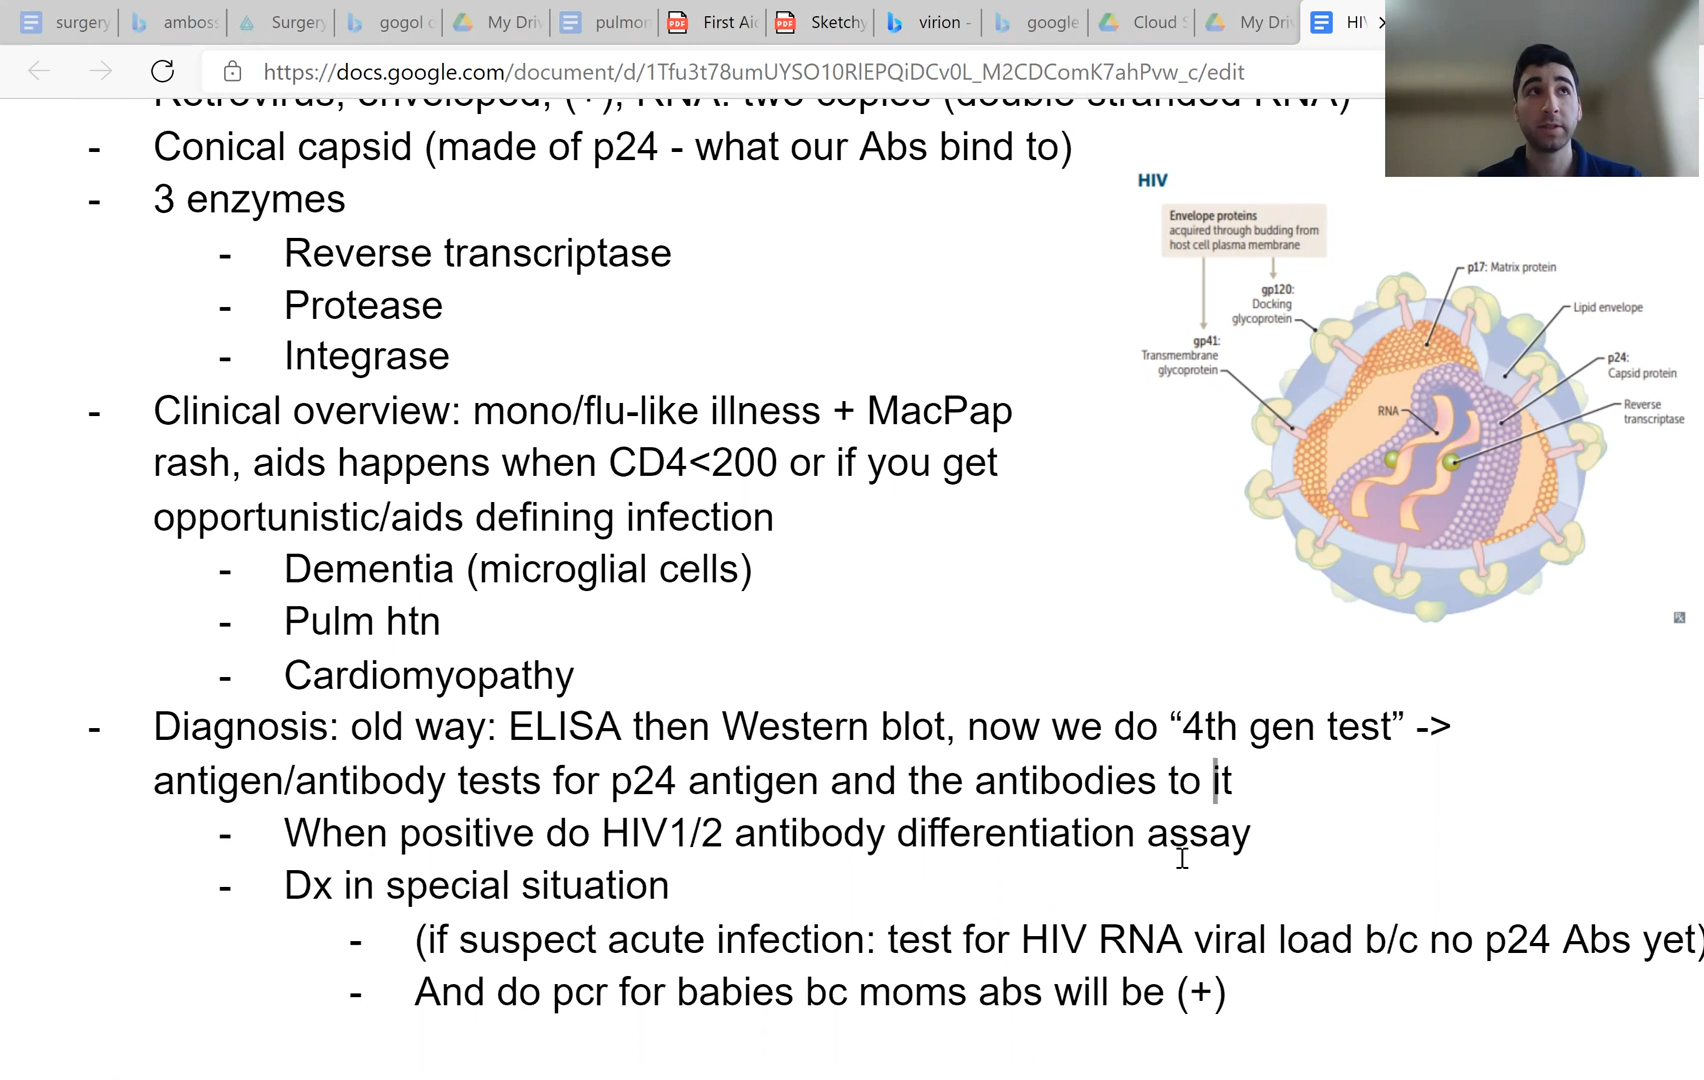 surgery
amboss
Surgery
gogol c
My Driv
pulmon
First Aid
Sketchy
virion -
google
Cloud S
My Driv
HIV
https://docs.google.com/document/d/1Tfu3t78umUYSO10RlEPQiDCv0L_M2CDComK7ahPvw_c/edit
Retrovirus, enveloped, (+), RNA: two copies (double stranded RNA)
- Conical capsid (made of p24 - what our Abs bind to)
- 3 enzymes
- Reverse transcriptase
- Protease
- Integrase
- Clinical overview: mono/flu-like illness + MacPap
rash, aids happens when CD4<200 or if you get
opportunistic/aids defining infection
- Dementia (microglial cells)
- Pulm htn
- Cardiomyopathy
- Diagnosis: old way: ELISA then Western blot, now we do “4th gen test” ->
antigen/antibody tests for p24 antigen and the antibodies to it
- When positive do HIV1/2 antibody differentiation assay
- Dx in special situation
- (if suspect acute infection: test for HIV RNA viral load b/c no p24 Abs yet)
- And do pcr for babies bc moms abs will be (+)
HIV
Envelope proteins
acquired through budding from
host cell plasma membrane
gp120:
Docking
glycoprotein
gp41:
Transmembrane
glycoprotein
p17: Matrix protein
Lipid envelope
p24:
Capsid protein
Reverse
transcriptase
RNA